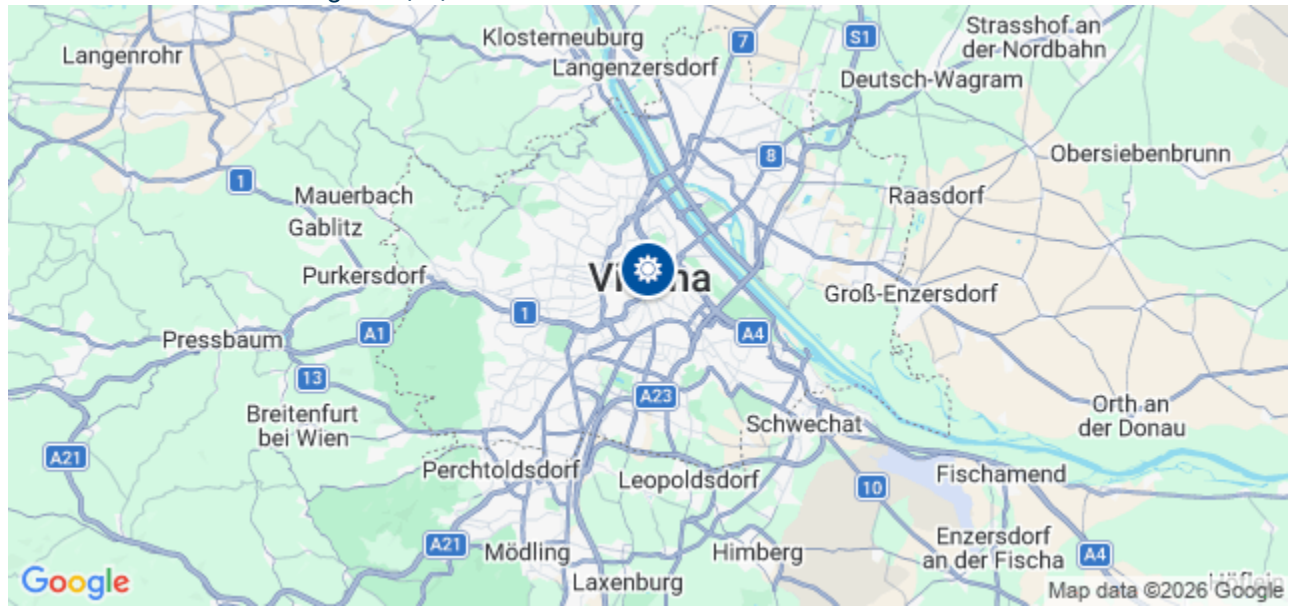 Strasshof an
der Nordbahn
Klosterneuburg
7
S1
Langenrohr
Langenzersdorf
Deutsch-Wagram
8
Obersiebenbrunn
1
Mauerbach
Raasdorf
Gablitz
Purkersdorf
Groß-Enzersdorf
1
A1
A4
Pressbaum
13
A23
Breitenfurt
bei Wien
Schwechat
Orth an
der Donau
A21
Perchtoldsdorf
Leopoldsdorf
10
Fischamend
A21
Mödling
Himberg
Enzersdorf
an der Fischa
A4
Laxenburg
Google
Map data ©2026 Google